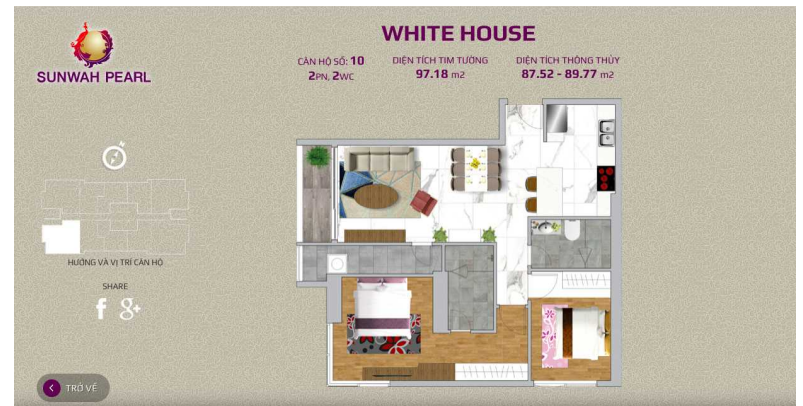 SUNWAH PEARL
WHITE HOUSE
CĂN HỘ SỐ: 10
2PN, 2WC
DIỆN TÍCH TIM TƯỜNG
97.18 m2
DIỆN TÍCH THÔNG THỦY
87.52 - 89.77 m2
N
HƯỚNG VÀ VỊ TRÍ CĂN HỘ
SHARE
f g+
TRỞ VỀ